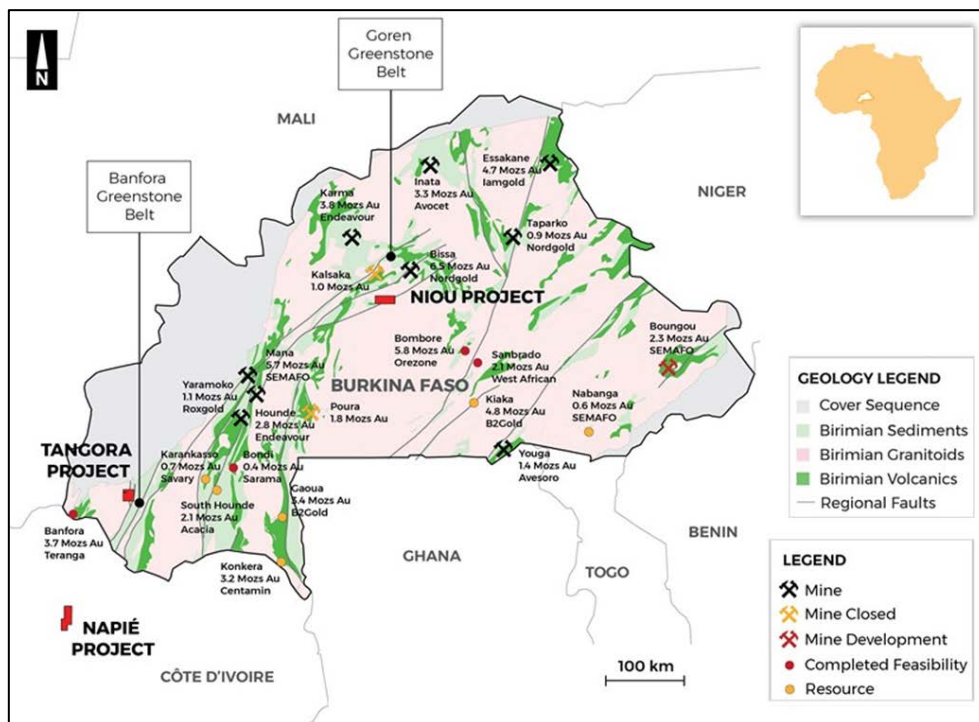 Goren
Greenstone
Belt
N
MALI
Banfora
Greenstone
Belt
NIGER
Essakane
4.7 Mozs Au
Iamgold
Inata
3.3 Mozs Au
Avocet
Karma
3.8 Mozs Au
Endeavour
Taparko
0.9 Mozs Au
Nordgold
Bissa
6.5 Mozs Au
Nordgold
Kalsaka
1.0 Mozs Au
NIOU PROJECT
Boungou
2.3 Mozs Au
SEMAFO
Bombore
5.8 Mozs Au
Orezone
Sanbrado
2.1 Mozs Au
West African
Mana
5.7 Mozs Au
SEMAFO
BURKINA FASO
Yaramoko
1.1 Mozs Au
Roxgold
Kiaka
4.8 Mozs Au
B2Gold
Nabanga
0.6 Mozs Au
SEMAFO
Hounde
2.8 Mozs Au
Endeavour
Poura
1.8 Mozs Au
TANGORA
PROJECT
Karankasso
0.7 Mozs Au
Savary
Bondi
0.4 Mozs Au
Sarama
Youga
1.4 Mozs Au
Avesoro
Gaoua
3.4 Mozs Au
B2Gold
South Hounde
2.1 Mozs Au
Acacia
Banfora
3.7 Mozs Au
Teranga
Konkera
3.2 Mozs Au
Centamin
GHANA
TOGO
BENIN
NAPIÉ
PROJECT
CÔTE D'IVOIRE
100 km
GEOLOGY LEGEND
Cover Sequence
Birimian Sediments
Birimian Granitoids
Birimian Volcanics
Regional Faults
LEGEND
Mine
Mine Closed
Mine Development
Completed Feasibility
Resource